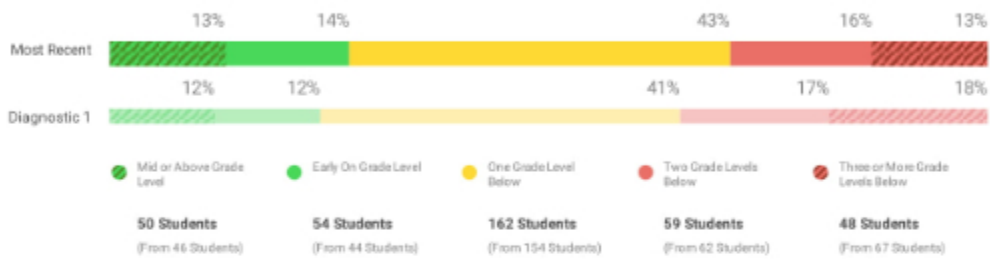 13% 14% 43% 16% 13%
Most Recent
12% 12% 41% 17% 18%
Diagnostic 1
Mid or Above Grade Level
Early On Grade Level
One Grade Level Below
Two Grade Levels Below
Three or More Grade Levels Below
50 Students 54 Students 162 Students 59 Students 48 Students
(From 46 Students) (From 44 Students) (From 154 Students) (From 62 Students) (From 67 Students)